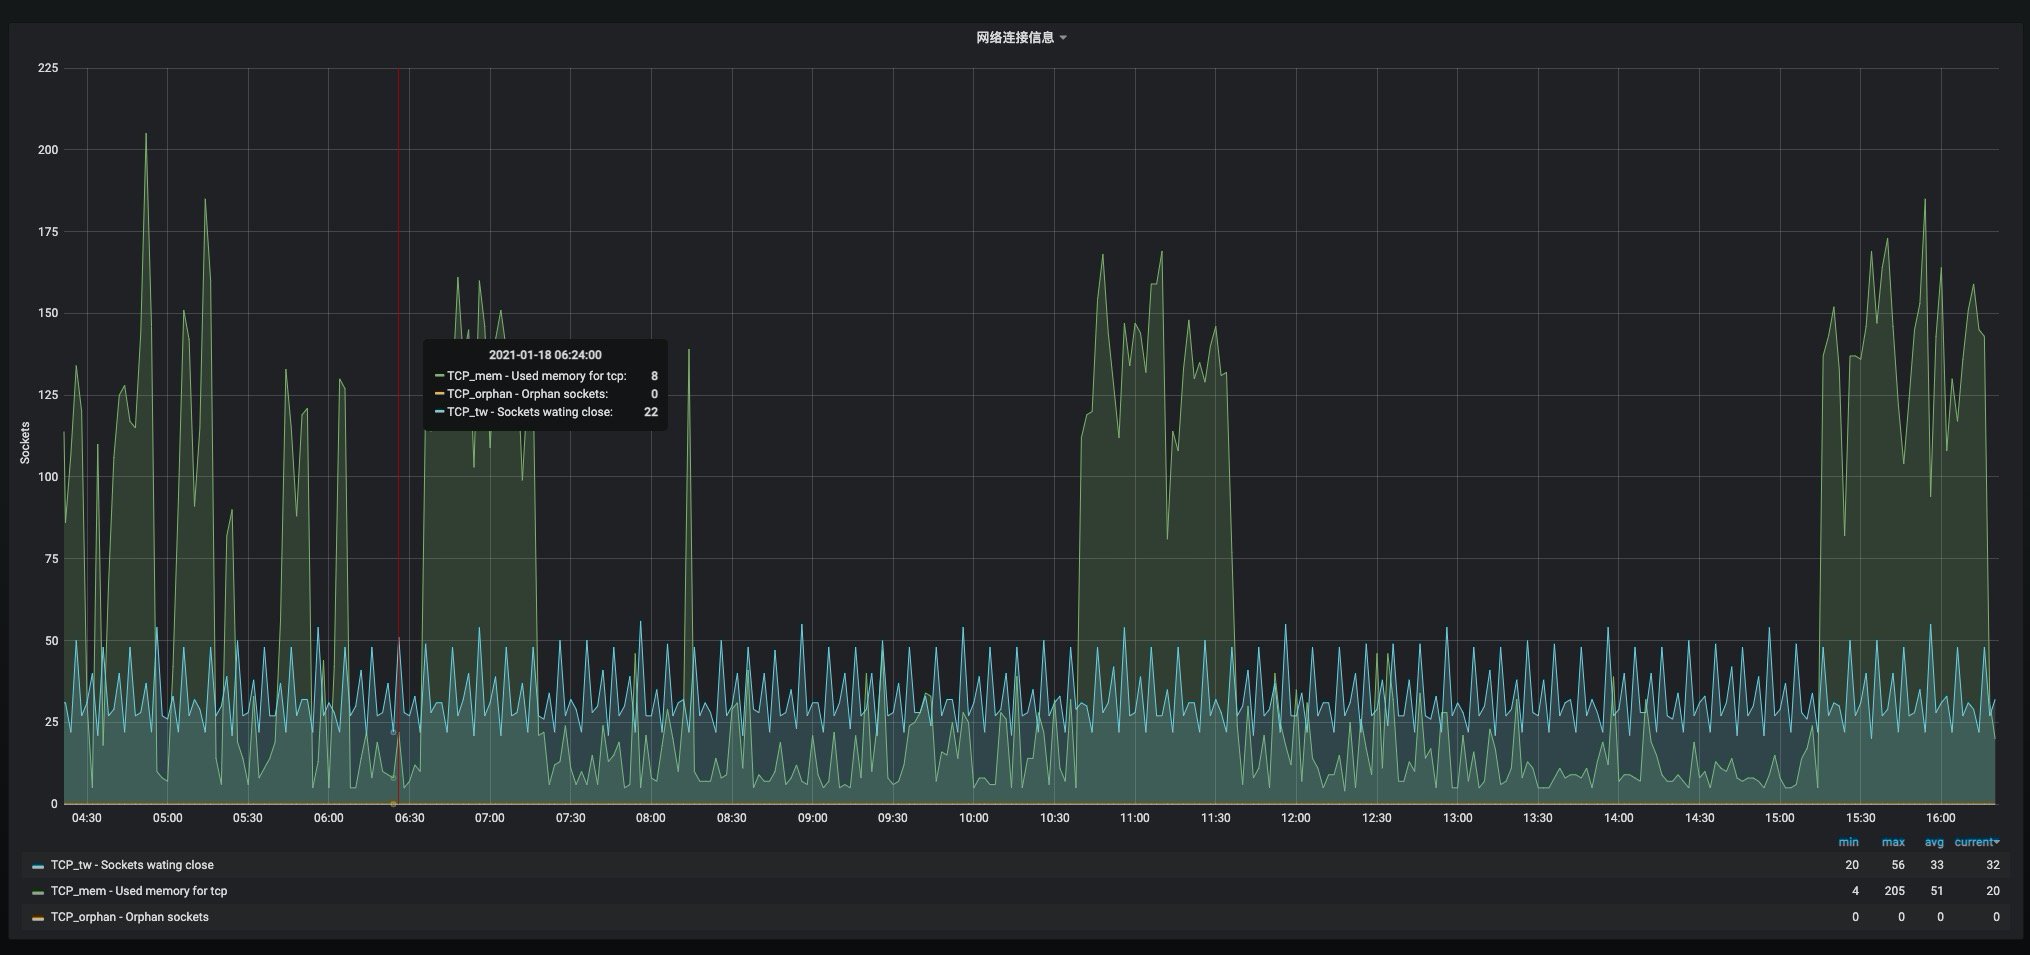 网络连接信息
225
200
175
150
125
100
75
50
25
0
Sockets
2021-01-18 06:24:00
TCP_mem - Used memory for tcp: 8
TCP_orphan - Orphan sockets: 0
TCP_tw - Sockets wating close: 22
04:30 05:00 05:30 06:00 06:30 07:00 07:30 08:00 08:30 09:00 09:30 10:00 10:30 11:00 11:30 12:00 12:30 13:00 13:30 14:00 14:30 15:00 15:30 16:00
min max avg current
TCP_tw - Sockets wating close 20 56 33 32
TCP_mem - Used memory for tcp 4 205 51 20
TCP_orphan - Orphan sockets 0 0 0 0